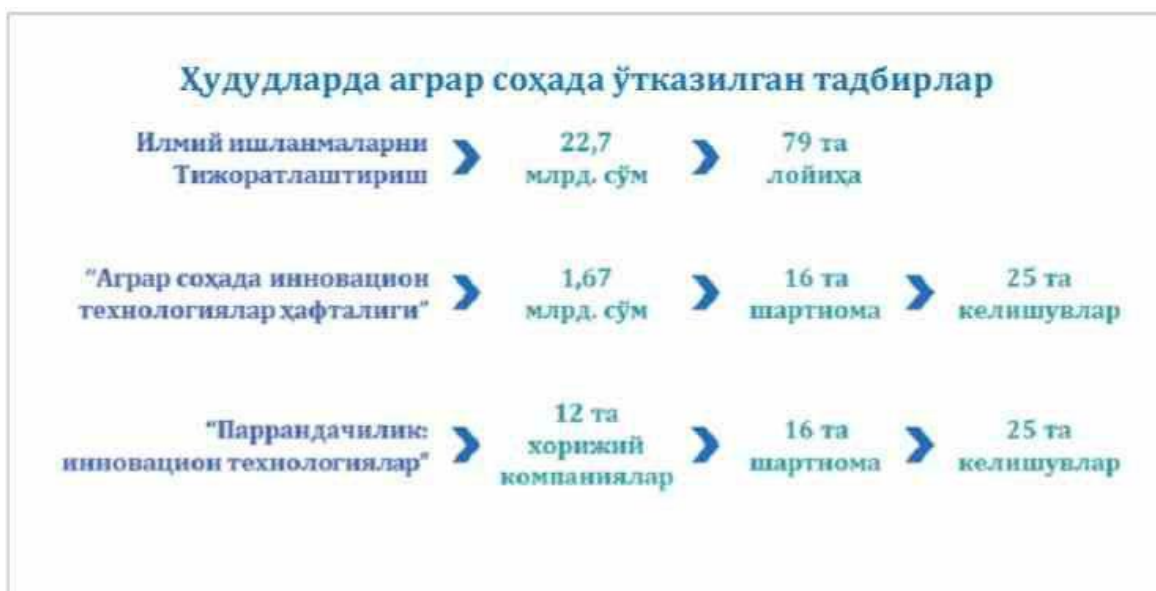 Ҳудудларда аграр соҳада ўтказилган тадбирлар
Илмий ишланмаларни
Тижоратлаштириш
22,7
млрд. сўм
79 та
лойиҳа
"Аграр соҳада инновацион
технологиялар ҳафталиги"
1,67
млрд. сўм
16 та
шартнома
25 та
келишувлар
"Паррандачилик:
инновацион технологиялар"
12 та
хорижий
компаниялар
16 та
шартнома
25 та
келишувлар